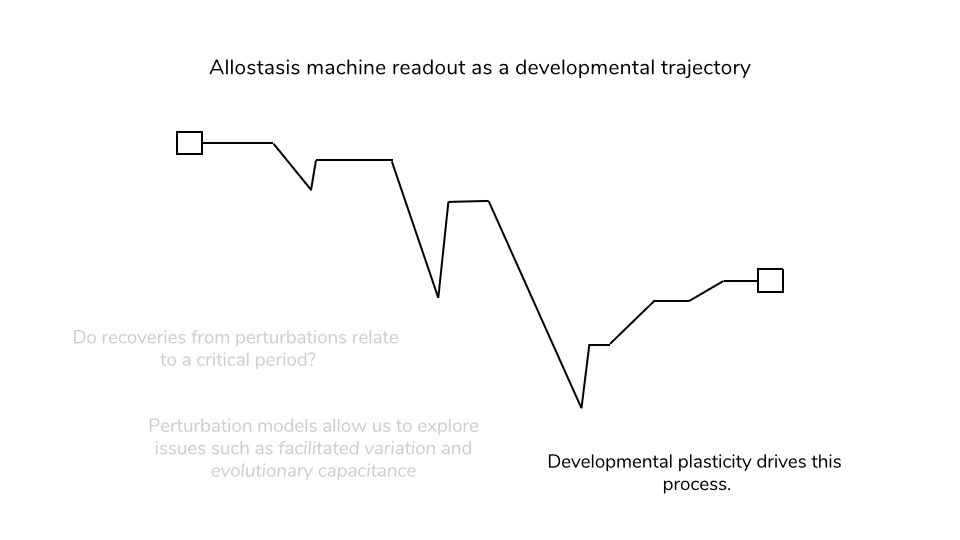 Allostasis machine readout as a developmental trajectory
Do recoveries from perturbations relate
to a critical period?
Perturbation models allow us to explore
issues such as facilitated variation and
evolutionary capacitance
Developmental plasticity drives this
process.